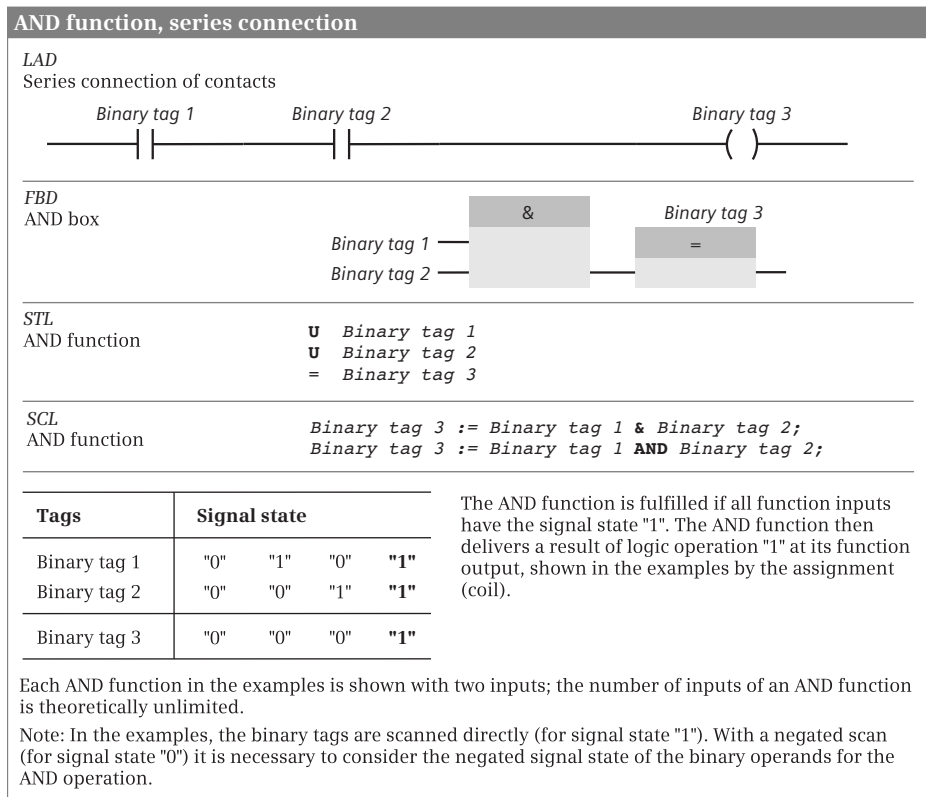 AND function, series connection
LAD
Series connection of contacts
Binary tag 1 Binary tag 2 Binary tag 3
FBD
AND box
& Binary tag 3
Binary tag 1 =
Binary tag 2
STL
AND function
U Binary tag 1
U Binary tag 2
= Binary tag 3
SCL
AND function
Binary tag 3 := Binary tag 1 & Binary tag 2;
Binary tag 3 := Binary tag 1 AND Binary tag 2;
Tags Signal state
Binary tag 1 "0" "1" "0" "1"
Binary tag 2 "0" "0" "1" "1"
Binary tag 3 "0" "0" "0" "1"
The AND function is fulfilled if all function inputs
have the signal state "1". The AND function then
delivers a result of logic operation "1" at its function
output, shown in the examples by the assignment
(coil).
Each AND function in the examples is shown with two inputs; the number of inputs of an AND function
is theoretically unlimited.
Note: In the examples, the binary tags are scanned directly (for signal state "1"). With a negated scan
(for signal state "0") it is necessary to consider the negated signal state of the binary operands for the
AND operation.